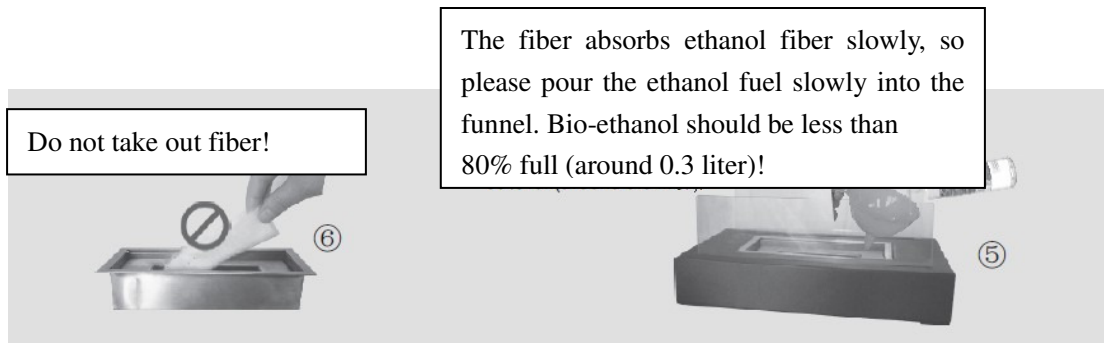 The fiber absorbs ethanol fiber slowly, so
please pour the ethanol fuel slowly into the
funnel. Bio-ethanol should be less than
80% full (around 0.3 liter)!
Do not take out fiber!
⑥
⑤